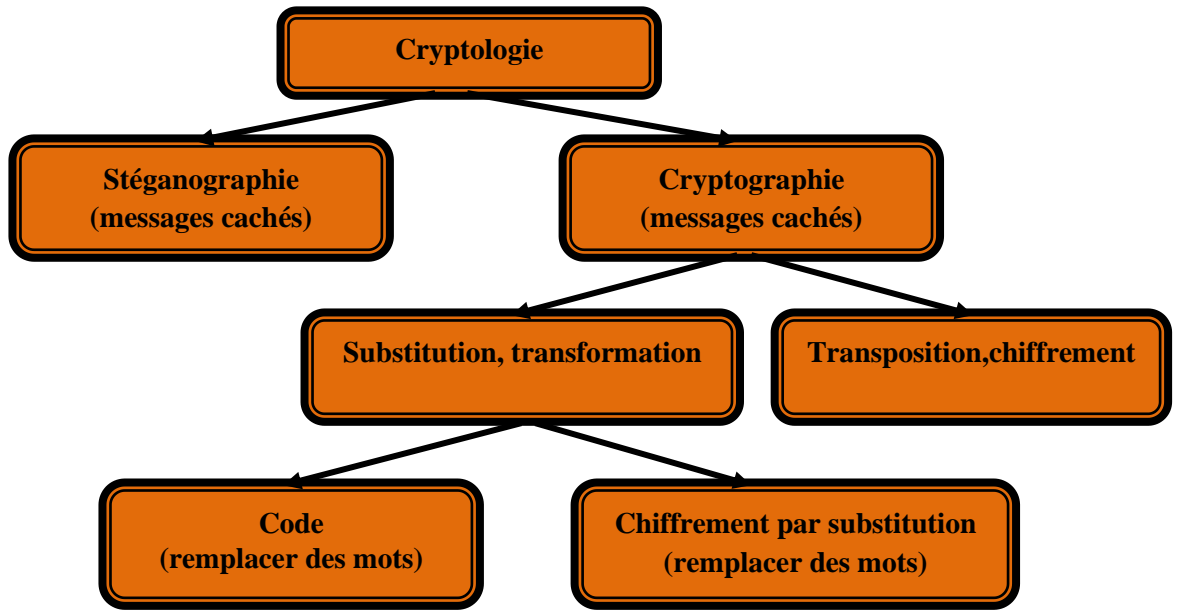 Cryptologie
Stéganographie
(messages cachés)
Cryptographie
(messages cachés)
Substitution, transformation
Transposition,chiffrement
Code
(remplacer des mots)
Chiffrement par substitution
(remplacer des mots)